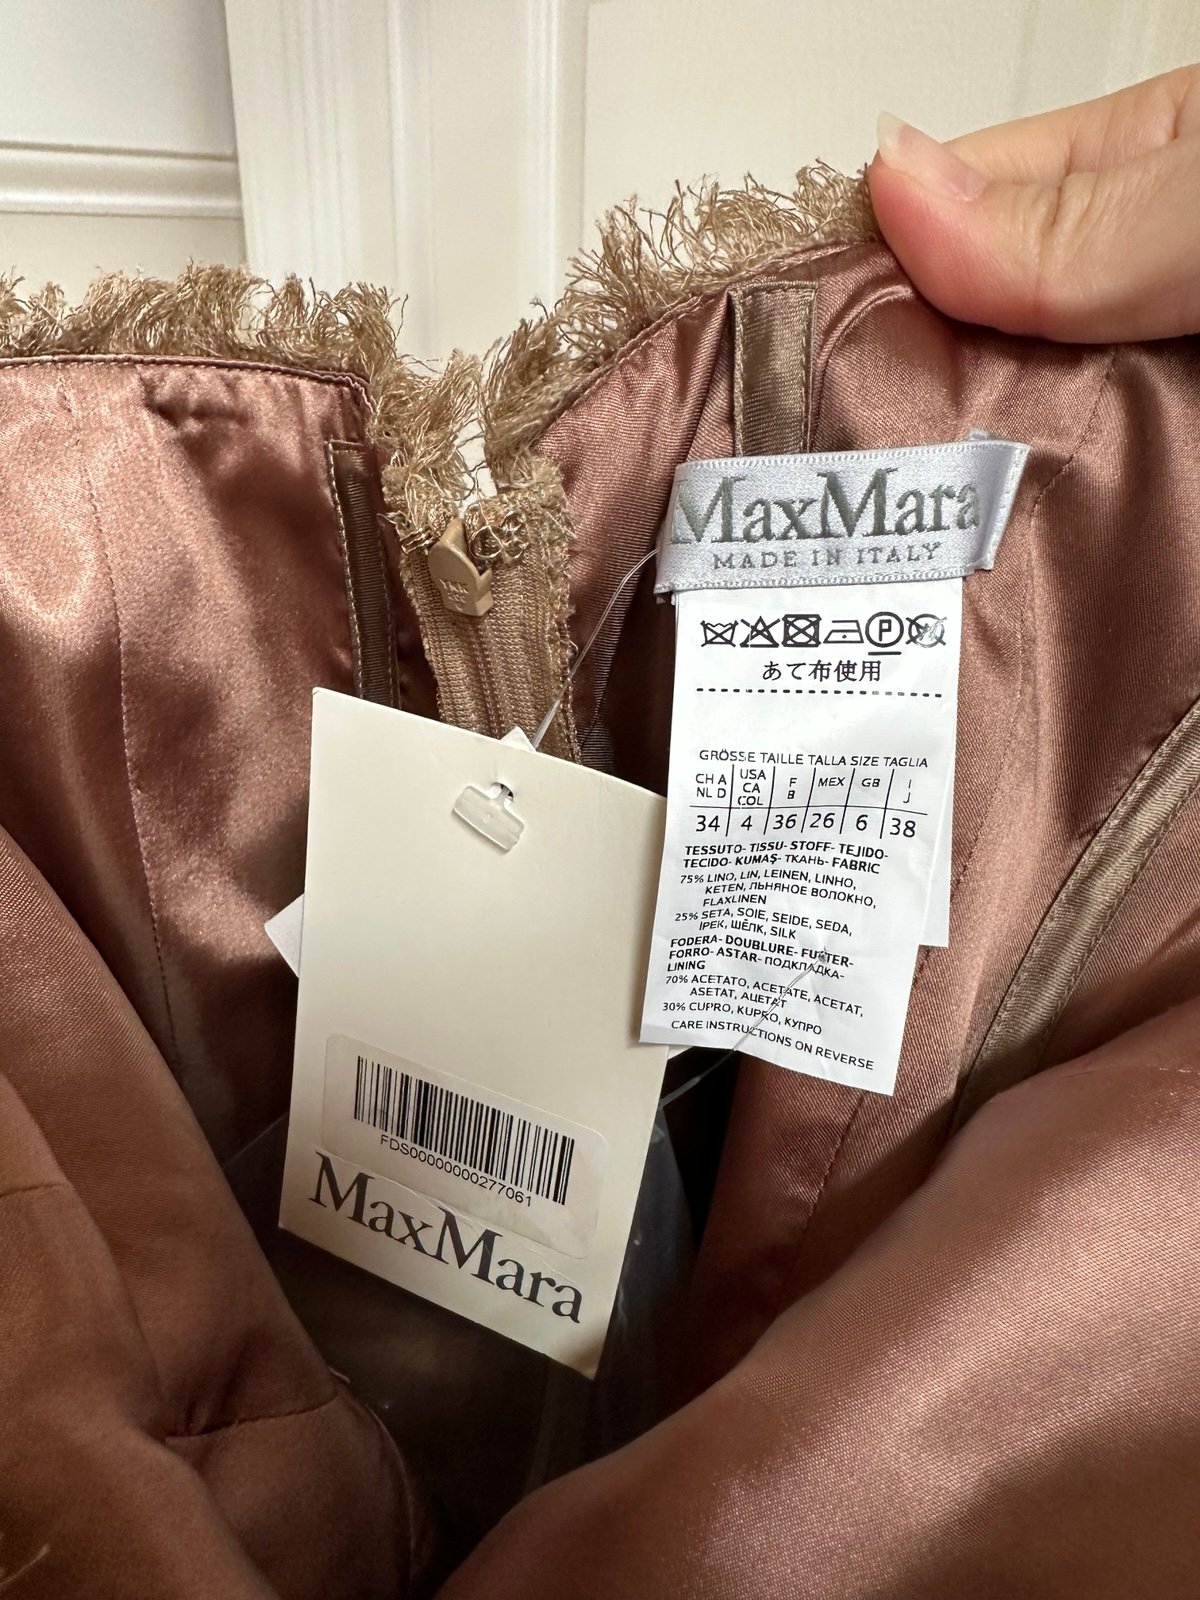 MaxMara
MADE IN ITALY
P
あて布使用
GRÖSSE TAILLE TALLA SIZE TAGLIA
CH A NL D USA CA COL F B MEX GB I J
34 4 36 26 6 38
TESSUTO- TISSU- STOFF- TEJIDO-
TECIDO- KUMAŞ- ТКАНЬ- FABRIC
75% LINO, LIN, LEINEN, LINHO,
KETEN, ЛЬНЯНОЕ ВОЛОКНО,
FLAXLINEN
25% SETA, SOIE, SEIDE, SEDA,
IPEK, ШЁЛК, SILK
FODERA- DOUBLURE- FUTTER-
FORRO- ASTAR- ПОДКЛАДКА-
LINING
70% ACETATO, ACETATE, ACETAT,
ASETAT, АЦЕТАТ
30% CUPRO, KUPRO, КУПРО
CARE INSTRUCTIONS ON REVERSE
YKK
FDS00000000277061
MaxMara